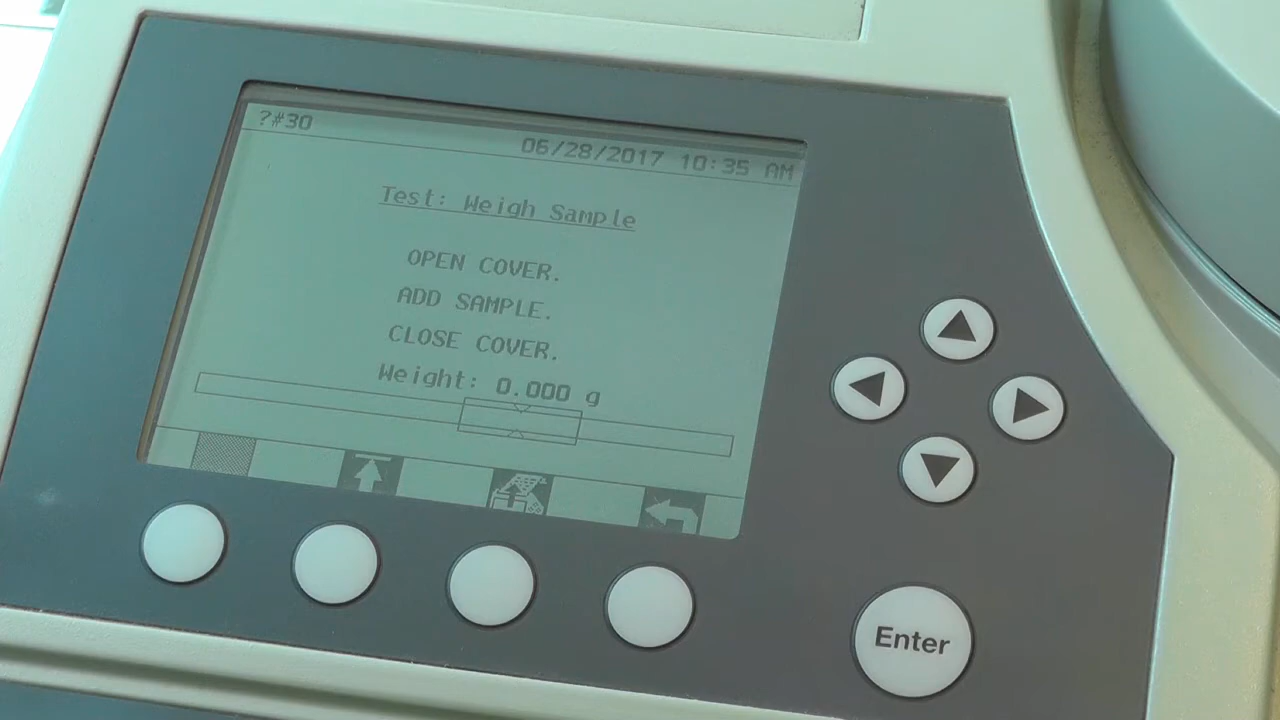 ?#30
06/28/2017 10:35 AM
Test: Weigh Sample
OPEN COVER.
ADD SAMPLE.
CLOSE COVER.
Weight: 0.000 g
Enter